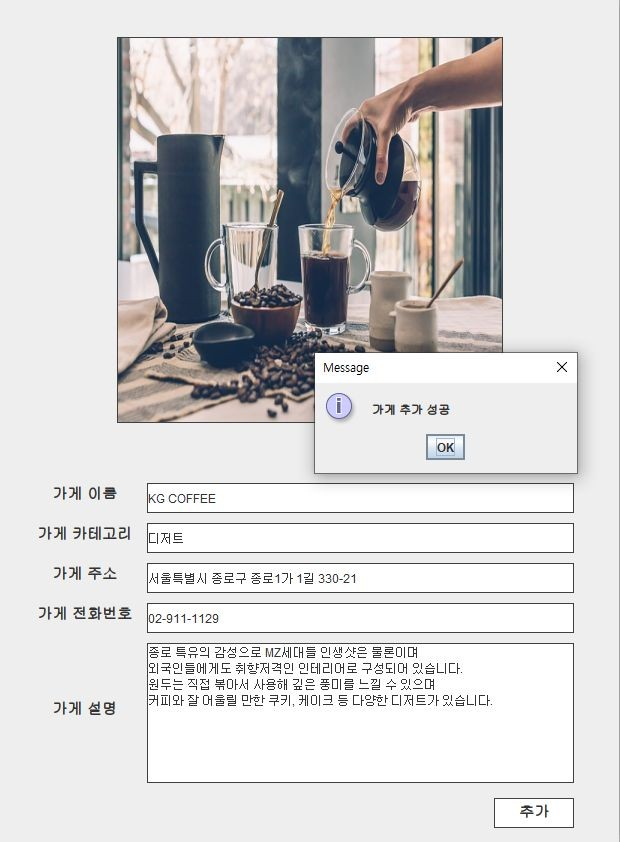 Message
가게 추가 성공
OK
가게 이름
KG COFFEE
가게 카테고리
디저트
가게 주소
서울특별시 종로구 종로1가 1길 330-21
가게 전화번호
02-911-1129
가게 설명
종로 특유의 감성으로 MZ세대들 인생샷은 물론이며
외국인들에게도 취향저격인 인테리어로 구성되어 있습니다.
원두는 직접 볶아서 사용해 깊은 풍미를 느낄 수 있으며
커피와 잘 어울릴 만한 쿠키, 케이크 등 다양한 디저트가 있습니다.
추가